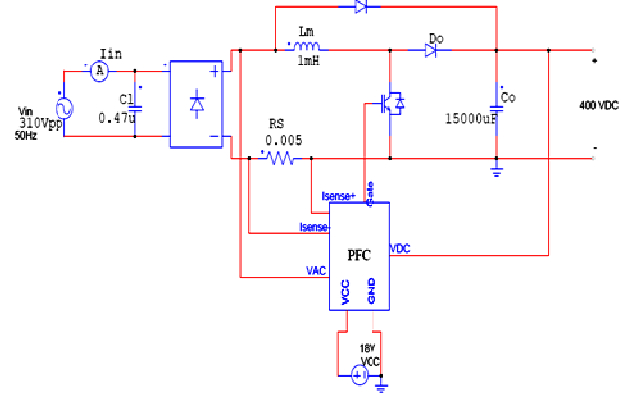 Iin
A
Vin
310Vpp
50Hz
C1
0.47u
+
-
Lm
1mH
Do
RS
0.005
Co
15000uF
+
400 VDC
-
Isense+
Gate
Isense-
PFC
VDC
VAC
VCC
GND
18V
VCC